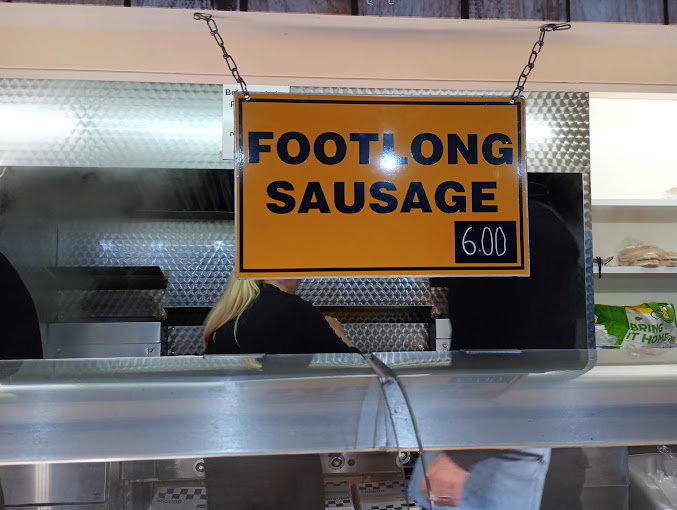 FOOTLONG
SAUSAGE
6.00
BRING
IT HOME